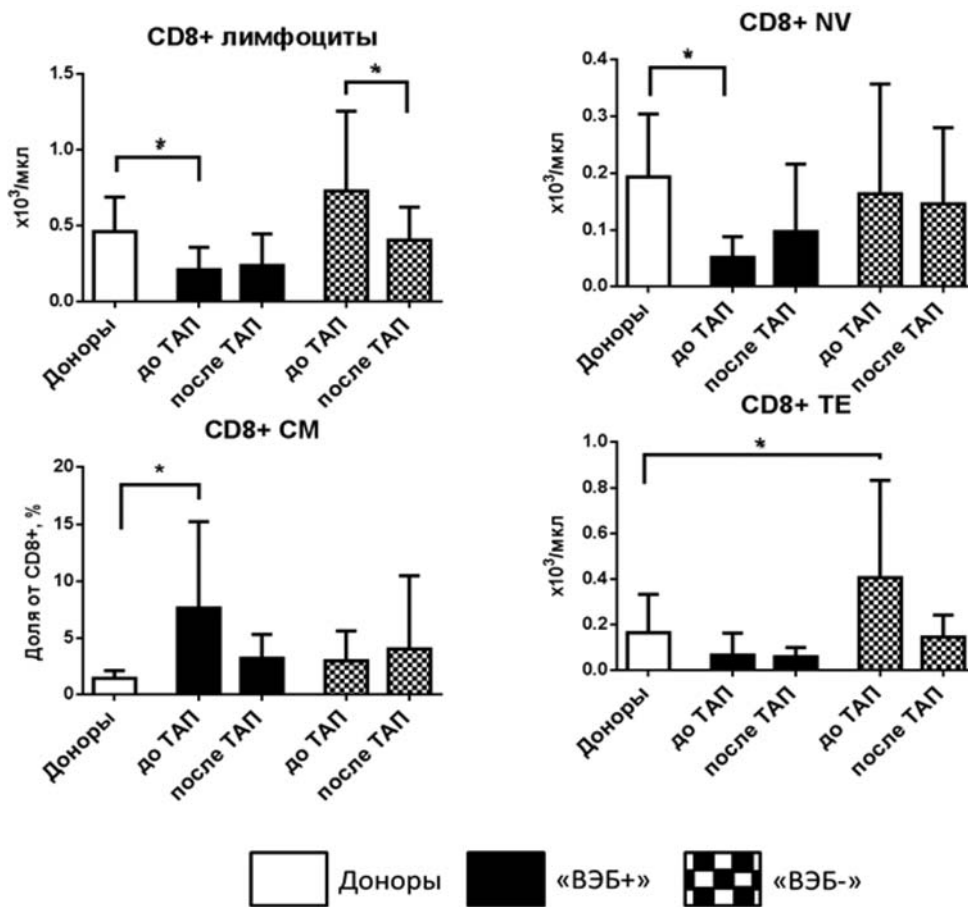 CD8+ лимфоциты
*
*
1.5
1.0
0.5
0.0
x10³/мкл
Доноры
до ТАП
после ТАП
до ТАП
после ТАП
CD8+ NV
*
0.4
0.3
0.2
0.1
0.0
x10³/мкл
Доноры
до ТАП
после ТАП
до ТАП
после ТАП
CD8+ CM
*
20
15
10
5
0
Доля от CD8+, %
Доноры
до ТАП
после ТАП
до ТАП
после ТАП
CD8+ TE
*
1.0
0.8
0.6
0.4
0.2
0.0
x10³/мкл
Доноры
до ТАП
после ТАП
до ТАП
после ТАП
Доноры
«ВЭБ+»
«ВЭБ-»